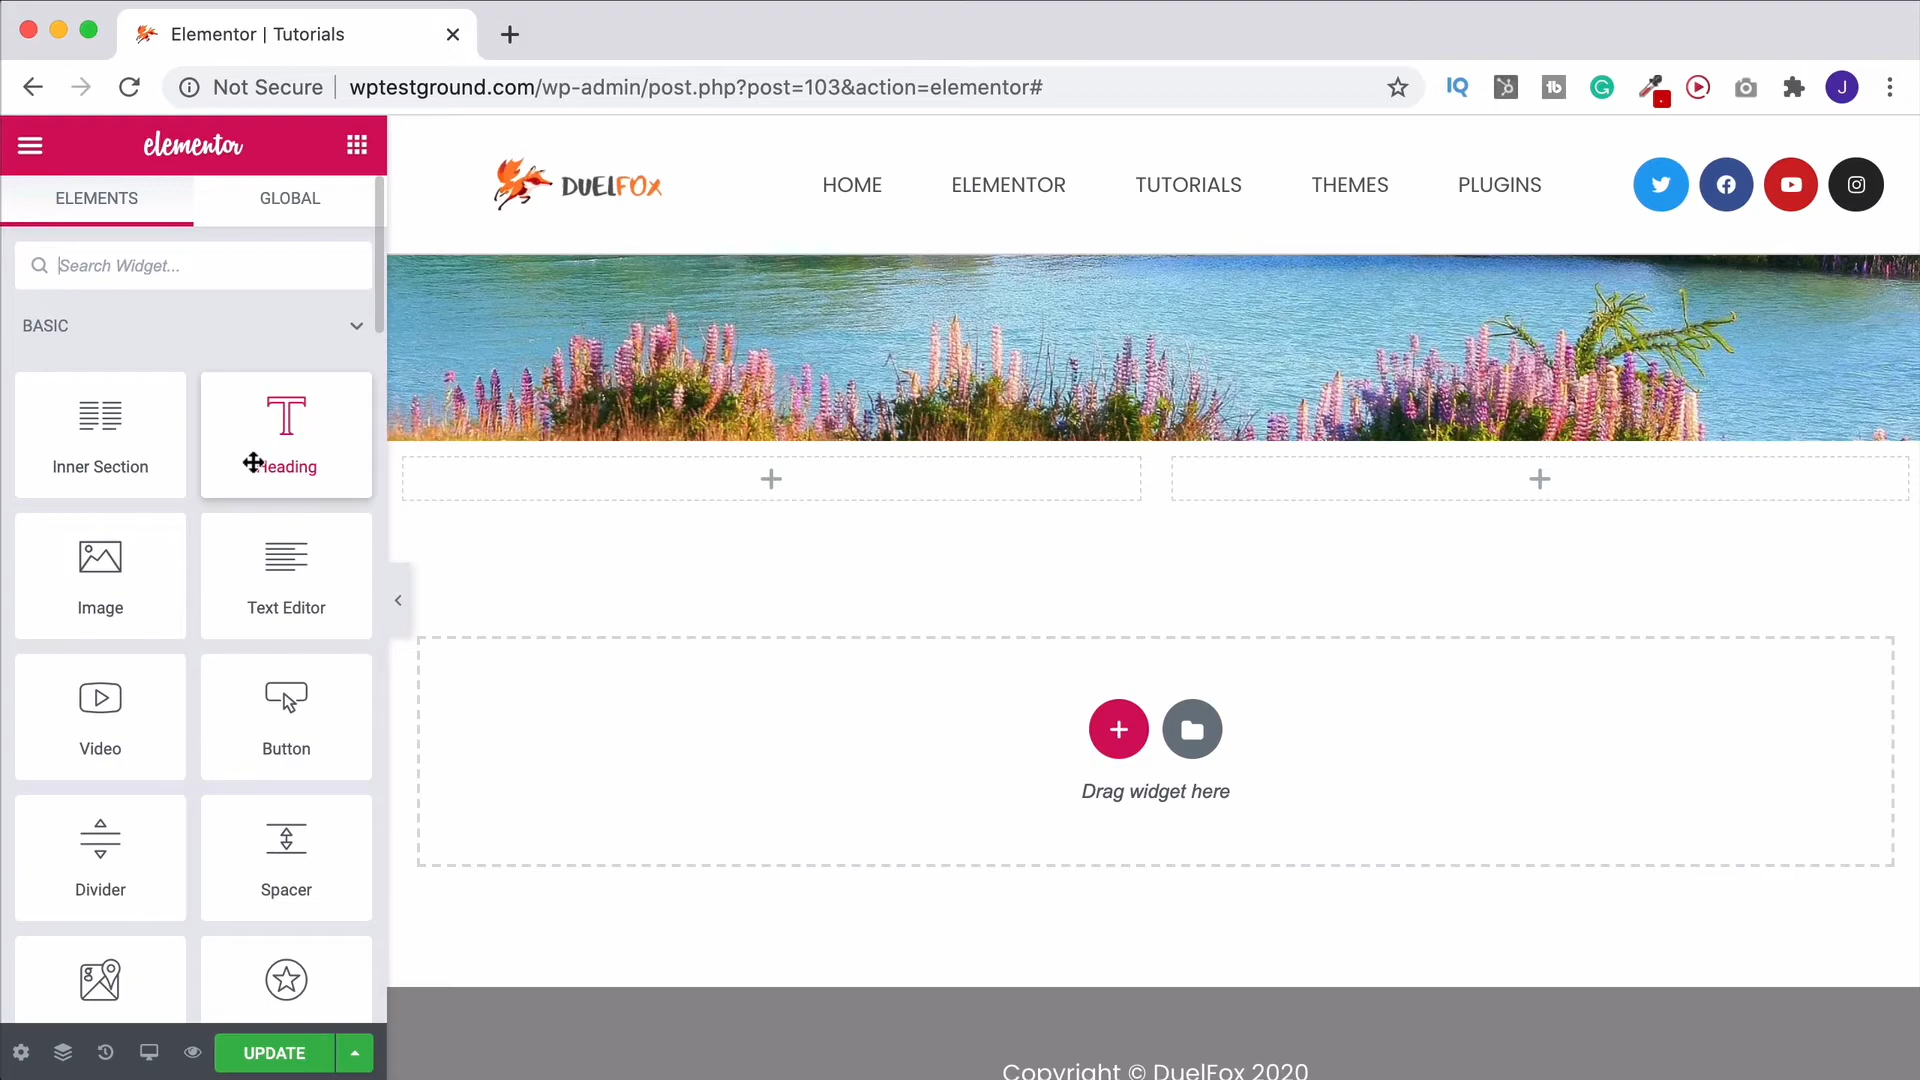 Elementor | Tutorials
Not Secure
wptestground.com/wp-admin/post.php?post=103&action=elementor#
IQ
tb
J
elementor
ELEMENTS
GLOBAL
Search Widget...
BASIC
Inner Section
Heading
Image
Text Editor
Video
Button
Divider
Spacer
UPDATE
DUELFOX
HOME
ELEMENTOR
TUTORIALS
THEMES
PLUGINS
Drag widget here
Copyright © DuelFox 2020